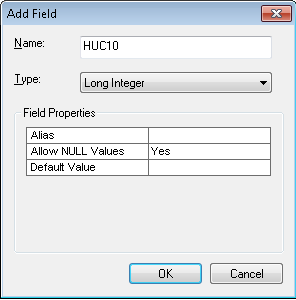 Add Field
Name: HUC10
Type: Long Integer
Field Properties
Alias
Allow NULL Values Yes
Default Value
OK Cancel